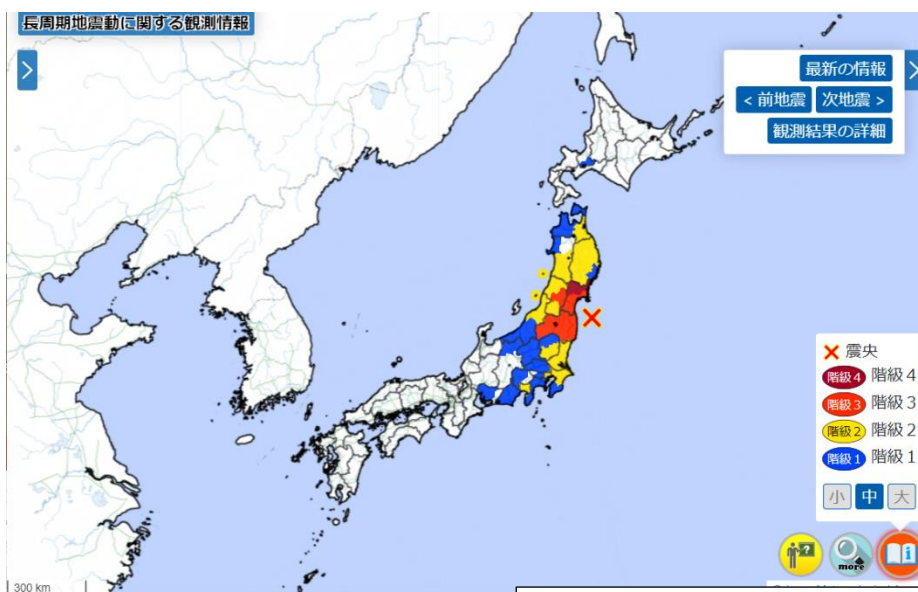 長周期地震動に関する観測情報
最新の情報
< 前地震 次地震 >
観測結果の詳細
震央
階級4 階級4
階級3 階級3
階級2 階級2
階級1 階級1
小 中 大
more
300 km